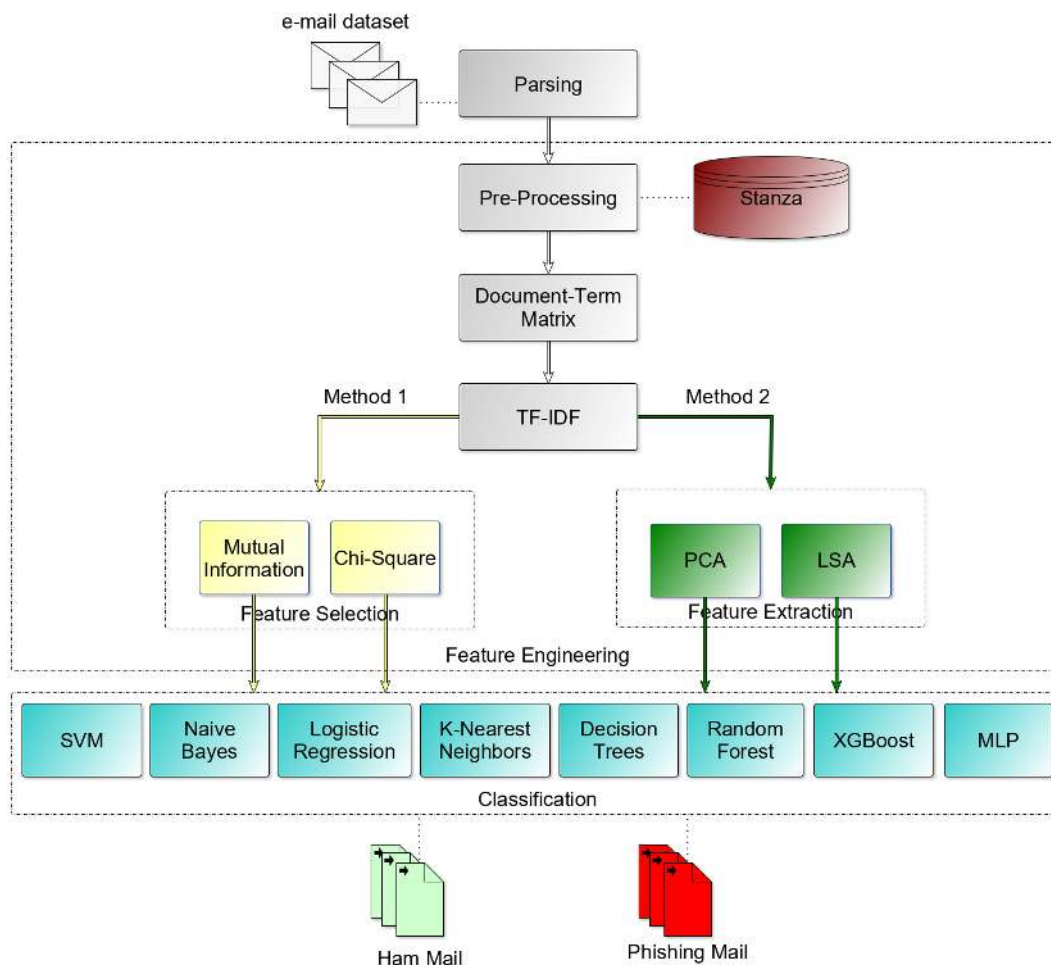 e-mail dataset
Parsing
Pre-Processing
Stanza
Document-Term
Matrix
Method 1
TF-IDF
Method 2
Mutual
Information
Chi-Square
Feature Selection
PCA
LSA
Feature Extraction
Feature Engineering
SVM
Naive
Bayes
Logistic
Regression
K-Nearest
Neighbors
Decision
Trees
Random
Forest
XGBoost
MLP
Classification
Ham Mail
Phishing Mail